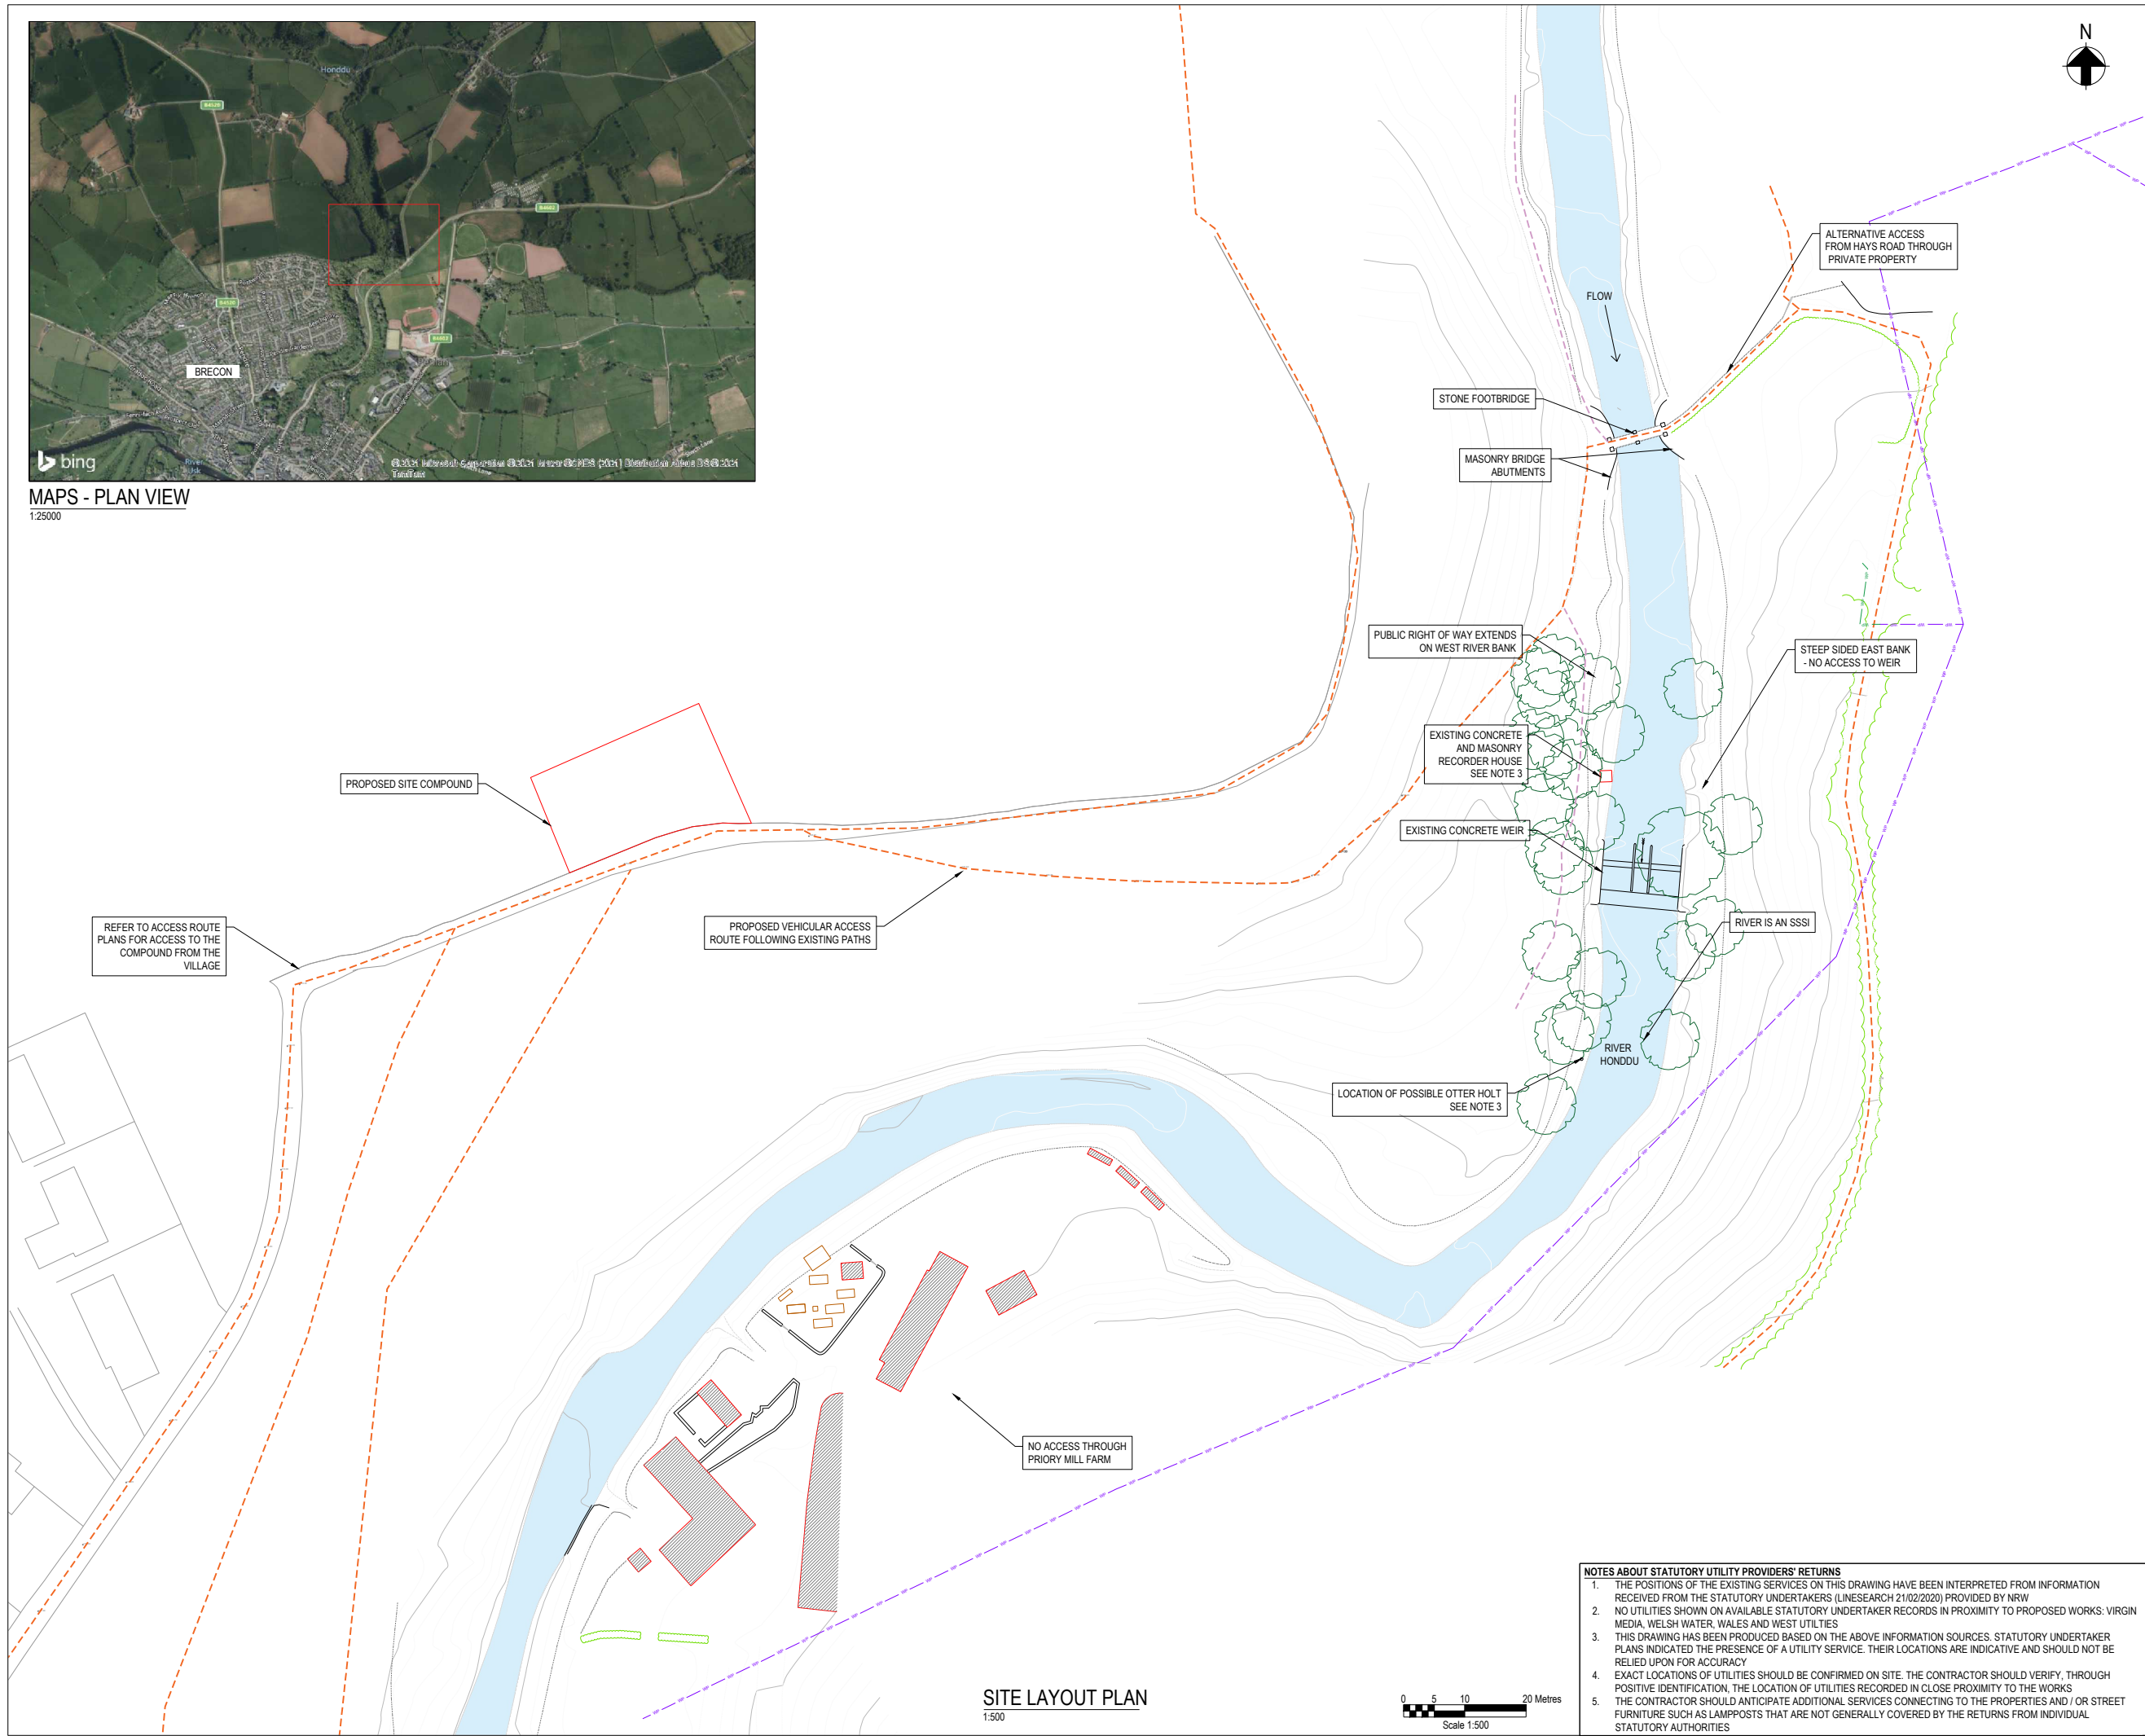 Honddu
B4520
B4602
B4520
B4602
BRECON
River
Usk
bing
MAPS - PLAN VIEW
1:25000
N
ALTERNATIVE ACCESS
FROM HAYS ROAD THROUGH
PRIVATE PROPERTY
FLOW
STONE FOOTBRIDGE
MASONRY BRIDGE
ABUTMENTS
PUBLIC RIGHT OF WAY EXTENDS
ON WEST RIVER BANK
STEEP SIDED EAST BANK
- NO ACCESS TO WEIR
EXISTING CONCRETE
AND MASONRY
RECORDER HOUSE
SEE NOTE 3
PROPOSED SITE COMPOUND
EXISTING CONCRETE WEIR
REFER TO ACCESS ROUTE
PLANS FOR ACCESS TO THE
COMPOUND FROM THE
VILLAGE
PROPOSED VEHICULAR ACCESS
ROUTE FOLLOWING EXISTING PATHS
RIVER IS AN SSSI
RIVER
HONDDU
LOCATION OF POSSIBLE OTTER HOLT
SEE NOTE 3
NO ACCESS THROUGH
PRIORY MILL FARM
SITE LAYOUT PLAN
1:500
0 5 10 20 Metres
Scale 1:500
NOTES ABOUT STATUTORY UTILITY PROVIDERS' RETURNS
1. THE POSITIONS OF THE EXISTING SERVICES ON THIS DRAWING HAVE BEEN INTERPRETED FROM INFORMATION
RECEIVED FROM THE STATUTORY UNDERTAKERS (LINESEARCH 21/02/2020) PROVIDED BY NRW
2. NO UTILITIES SHOWN ON AVAILABLE STATUTORY UNDERTAKER RECORDS IN PROXIMITY TO PROPOSED WORKS: VIRGIN
MEDIA, WELSH WATER, WALES AND WEST UTILTIES
3. THIS DRAWING HAS BEEN PRODUCED BASED ON THE ABOVE INFORMATION SOURCES. STATUTORY UNDERTAKER
PLANS INDICATED THE PRESENCE OF A UTILITY SERVICE. THEIR LOCATIONS ARE INDICATIVE AND SHOULD NOT BE
RELIED UPON FOR ACCURACY
4. EXACT LOCATIONS OF UTILITIES SHOULD BE CONFIRMED ON SITE. THE CONTRACTOR SHOULD VERIFY, THROUGH
POSITIVE IDENTIFICATION, THE LOCATION OF UTILITIES RECORDED IN CLOSE PROXIMITY TO THE WORKS
5. THE CONTRACTOR SHOULD ANTICIPATE ADDITIONAL SERVICES CONNECTING TO THE PROPERTIES AND / OR STREET
FURNITURE SUCH AS LAMPPOSTS THAT ARE NOT GENERALLY COVERED BY THE RETURNS FROM INDIVIDUAL
STATUTORY AUTHORITIES